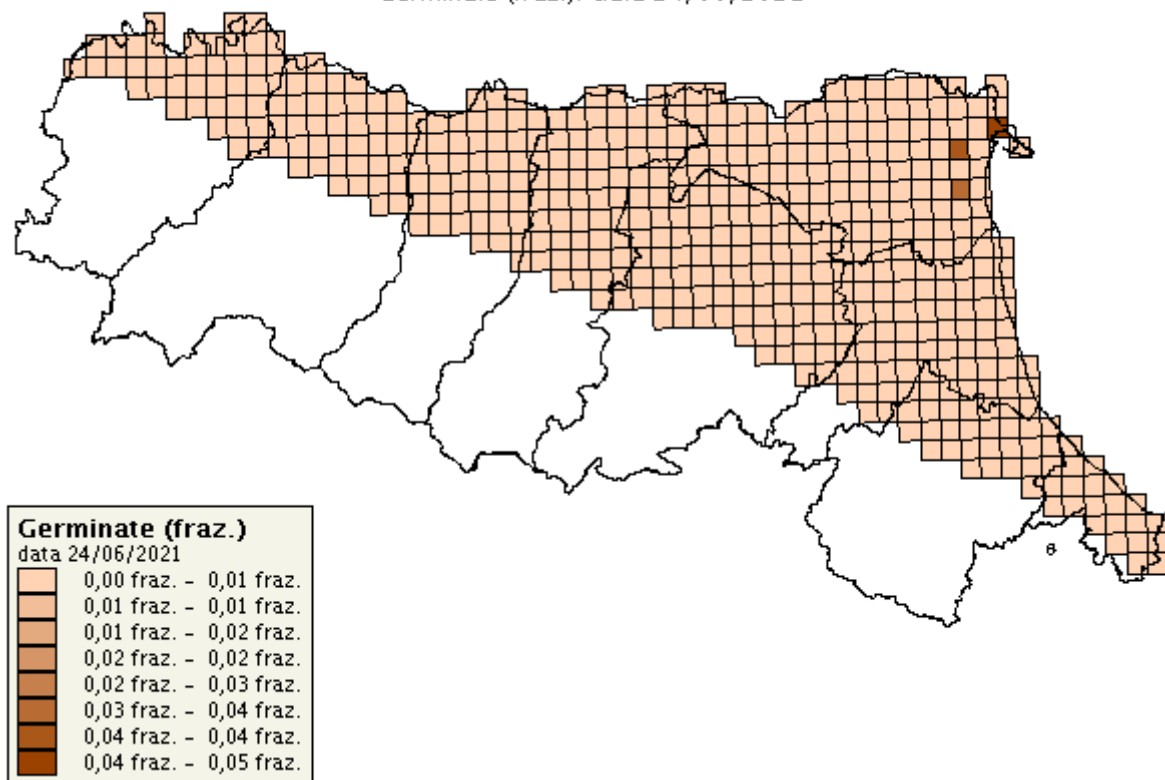 Germinate (fraz.)
data 24/06/2021
0,00 fraz. - 0,01 fraz.
0,01 fraz. - 0,01 fraz.
0,01 fraz. - 0,02 fraz.
0,02 fraz. - 0,02 fraz.
0,02 fraz. - 0,03 fraz.
0,03 fraz. - 0,04 fraz.
0,04 fraz. - 0,04 fraz.
0,04 fraz. - 0,05 fraz.